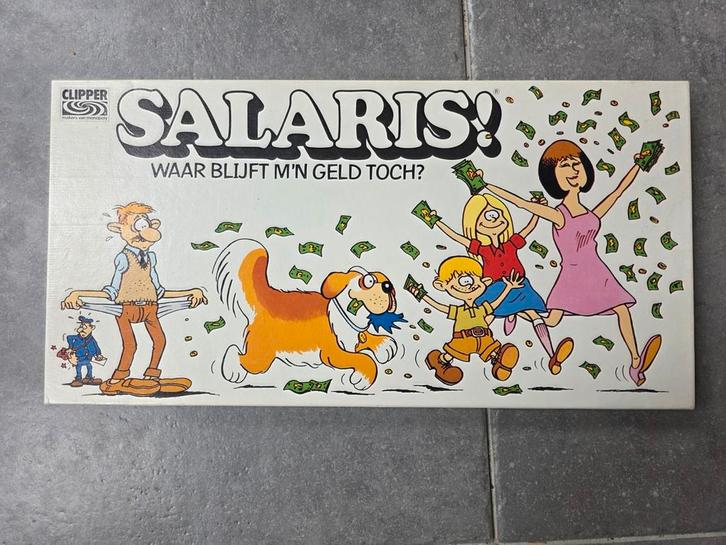 CLIPPER
makers van monopoly
SALARIS!
®
WAAR BLIJFT M'N GELD TOCH?